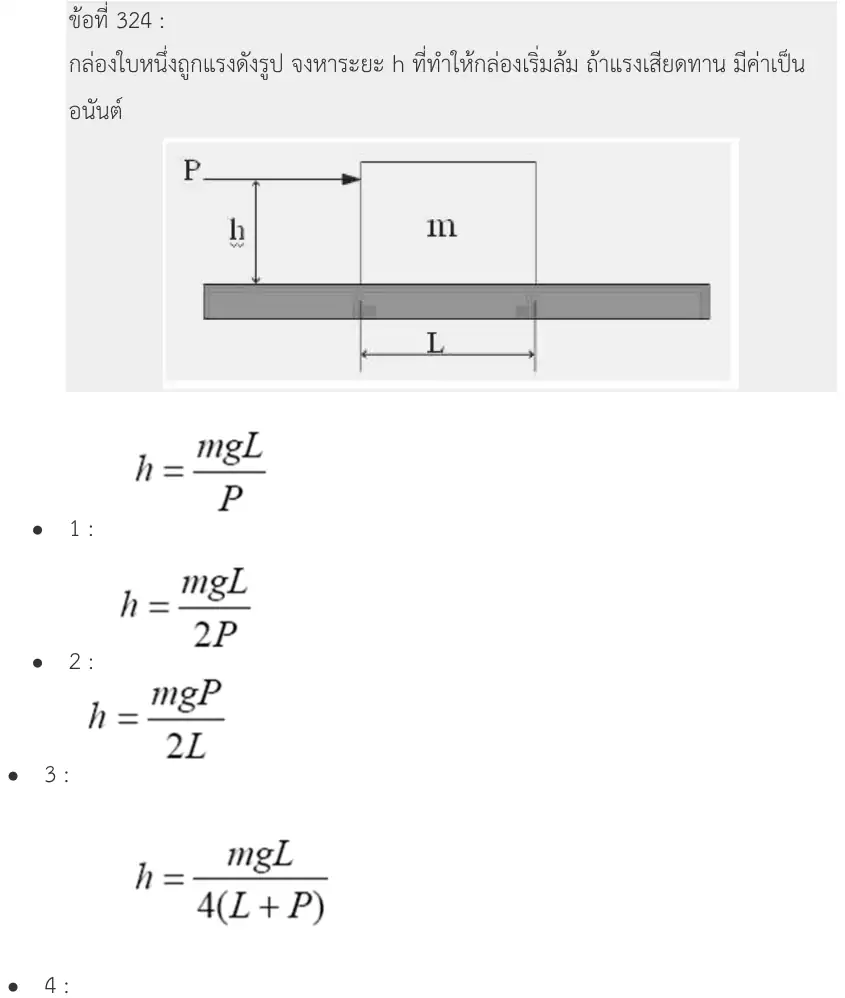 ข้อที่ 324 :
กล่องใบหนึ่งถูกแรงดังรูป จงหาระยะ h ที่ทำให้กล่องเริ่มล้ม ถ้าแรงเสียดทาน มีค่าเป็น
อนันต์
P
h
m
L
h = mgL / P
• 1 :
h = mgL / 2P
• 2 :
h = mgP / 2L
• 3 :
h = mgL / 4(L + P)
• 4 :